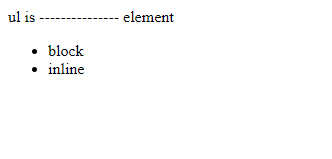 ul is --------------- element
• block
• inline